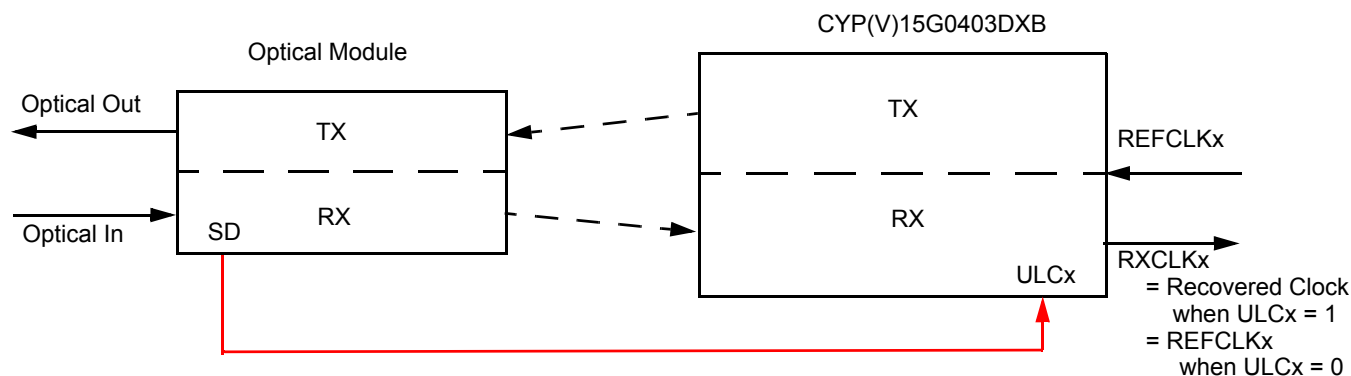 CYP(V)15G0403DXB
Optical Module
Optical Out
TX
TX
REFCLKx
Optical In
SD
RX
RX
ULCx
RXCLKx
= Recovered Clock
when ULCx = 1
= REFCLKx
when ULCx = 0